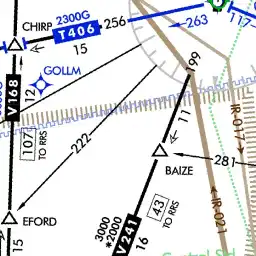 CHIRP
2300G
T406
256
263
117
15
GOLLM
199
V168
12
107
TO RRS
222
11
IR-017
BAIZE
281
43
TO RRS
IR-021
EFORD
3000
*2000
V241
16
15